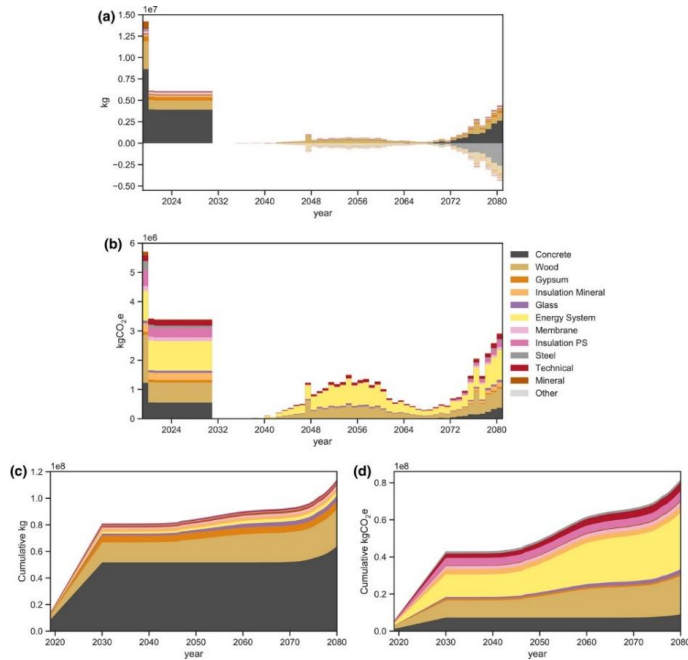 (a)
1e7
1.50
1.25
1.00
0.75
0.50
0.25
0.00
−0.25
−0.50
kg
2024 2032 2040 2048 2056 2064 2072 2080
year
(b)
1e6
6
5
4
3
2
1
0
kgCO2e
2024 2032 2040 2048 2056 2064 2072 2080
year
Concrete
Wood
Gypsum
Insulation Mineral
Glass
Energy System
Membrane
Insulation PS
Steel
Technical
Mineral
Other
(c)
1e8
1.2
1.0
0.8
0.6
0.4
0.2
0.0
Cumulative kg
2020 2030 2040 2050 2060 2070 2080
year
(d)
1e8
0.8
0.6
0.4
0.2
0.0
Cumulative kgCO2e
2020 2030 2040 2050 2060 2070 2080
year